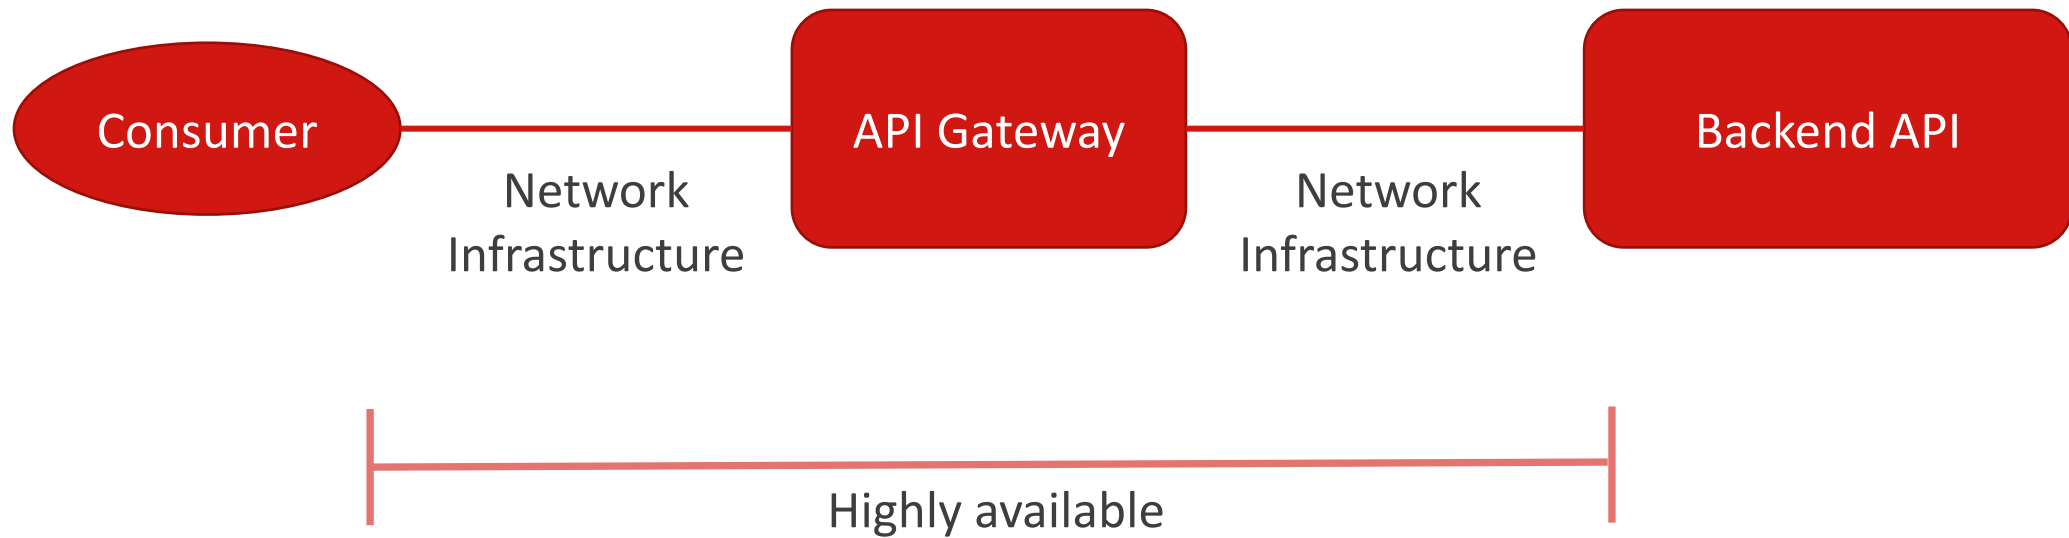 Consumer
API Gateway
Backend API
Network
Infrastructure
Network
Infrastructure
Highly available